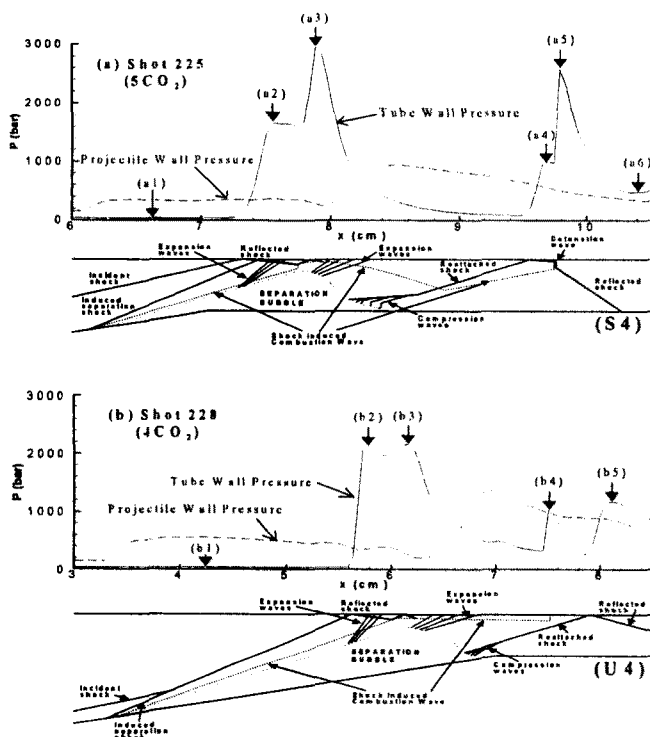 (a) Shot 225
(5CO₂)
P (bar)
3000
2000
1000
0
(a1)
(a2)
(a3)
(a4)
(a5)
(a6)
Tube Wall Pressure
Projectile Wall Pressure
6
7
8
9
10
x (cm)
Expansion waves
Reflected shock
Expansion waves
Incident shock
Induced separation shock
SEPARATION BUBBLE
Reattached shock
Detonation wave
Reflected shock
Compression waves
Shock Induced Combustion Wave
(S4)
(b) Shot 228
(4CO₂)
P (bar)
3000
2000
1000
0
(b1)
(b2)
(b3)
(b4)
(b5)
Tube Wall Pressure
Projectile Wall Pressure
3
4
5
6
7
8
x (cm)
Expansion waves
Reflected shock
Expansion waves
Reflected shock
SEPARATION BUBBLE
Reattached shock
Compression waves
Incident shock
Shock Induced Combustion Wave
Induced separation
(U4)